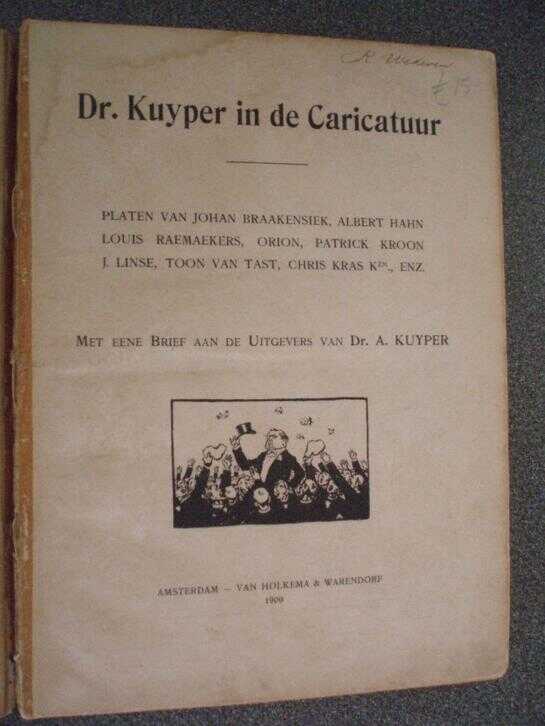 Dr. Kuyper in de Caricatuur
PLATEN VAN JOHAN BRAAKENSIEK, ALBERT HAHN
LOUIS RAEMAEKERS, ORION, PATRICK KROON
J. LINSE, TOON VAN TAST, CHRIS KRAS KZN., ENZ.
MET EENE BRIEF AAN DE UITGEVERS VAN DR. A. KUYPER
AMSTERDAM — VAN HOLKEMA & WARENDORF
1909